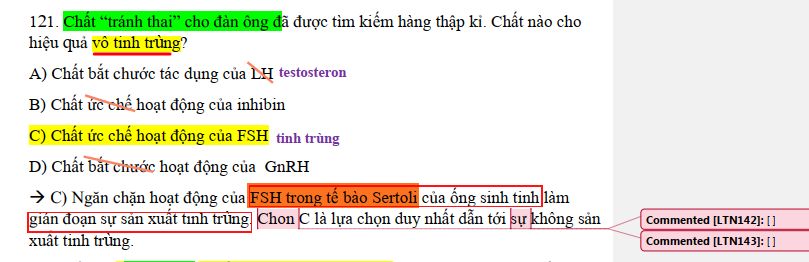 121. Chất “tránh thai” cho đàn ông đã được tìm kiếm hàng thập kỉ. Chất nào cho
hiệu quả vô tinh trùng?
A) Chất bắt chước tác dụng của LH testosteron
B) Chất ức chế hoạt động của inhibin
C) Chất ức chế hoạt động của FSH tinh trùng
D) Chất bắt chước hoạt động của GnRH
→ C) Ngăn chặn hoạt động của FSH trong tế bào Sertoli của ống sinh tinh làm
gián đoạn sự sản xuất tinh trùng. Chon C là lựa chọn duy nhất dẫn tới sự không sản
xuất tinh trùng.
Commented [LTN142]: [ ]
Commented [LTN143]: [ ]